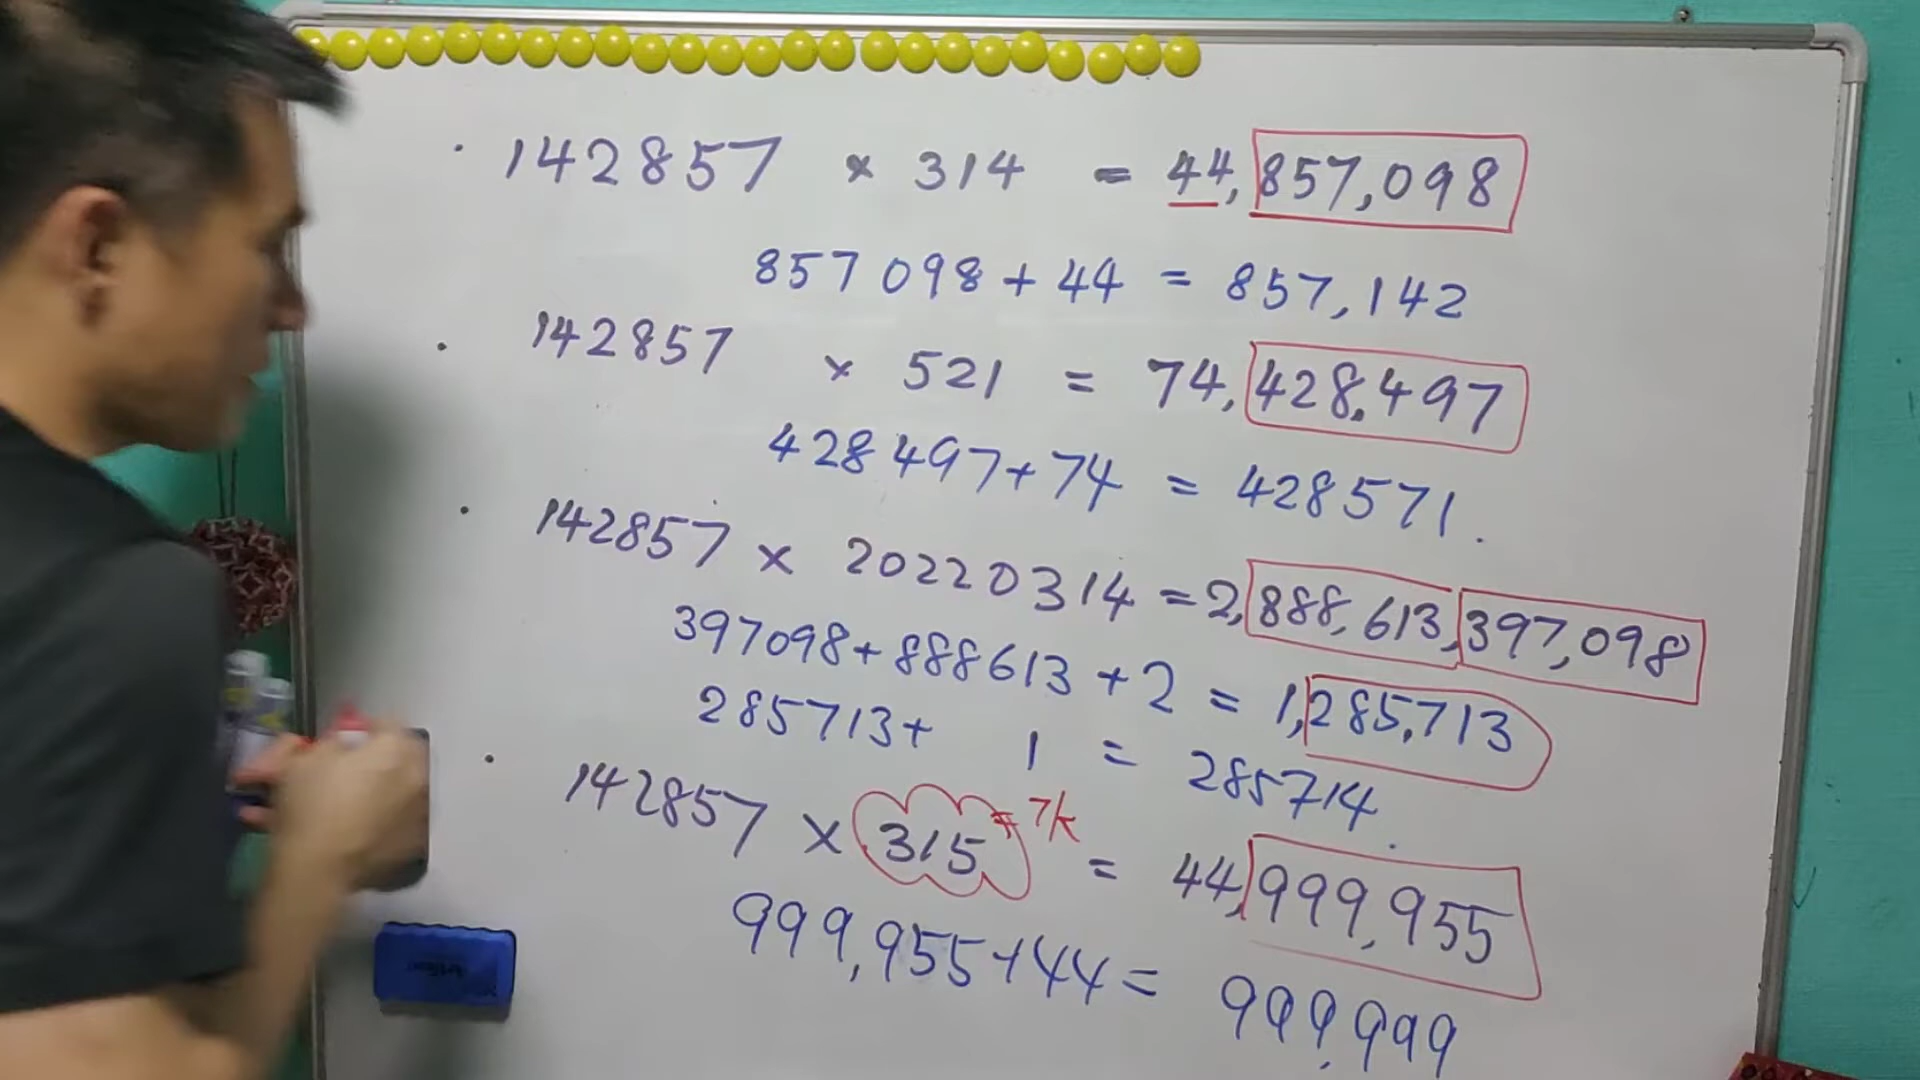 142857 × 314 = 44,857,098
857098 + 44 = 857,142
142857 × 521 = 74,428,497
428497 + 74 = 428571.
142857 × 20220314 = 2,888,613,397,098
397098 + 888613 + 2 = 1,285,713
285713 + 1 = 285714.
142857 × 315 = 7k = 44,999,955
999,955 + 44 = 999,999